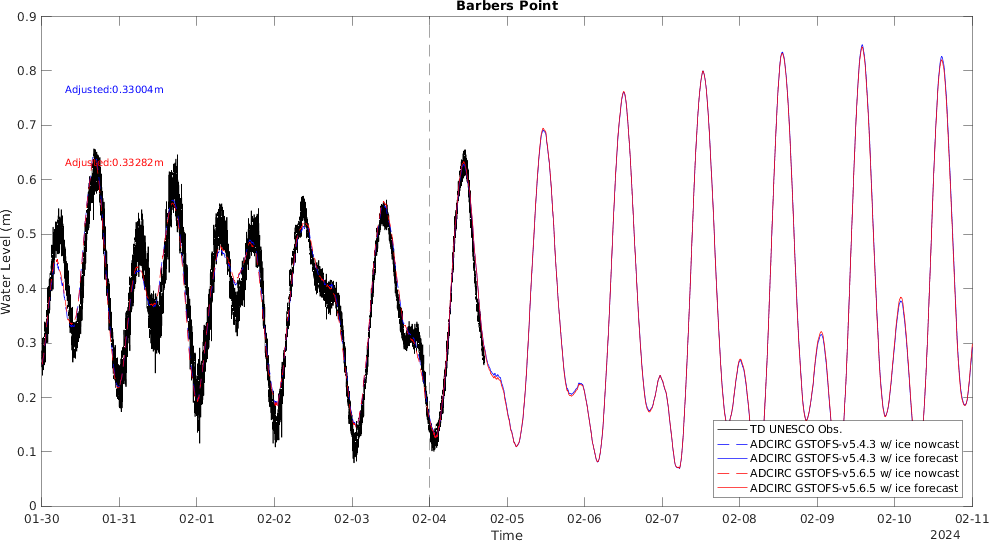 Barbers Point
0.9
0.8
0.7
0.6
0.5
0.4
0.3
0.2
0.1
0
Water Level (m)
Adjusted:0.33004m
Adjusted:0.33282m
TD UNESCO Obs.
ADCIRC GSTOFS-v5.4.3 w/ ice nowcast
ADCIRC GSTOFS-v5.4.3 w/ ice forecast
ADCIRC GSTOFS-v5.6.5 w/ ice nowcast
ADCIRC GSTOFS-v5.6.5 w/ ice forecast
01-30 01-31 02-01 02-02 02-03 02-04 02-05 02-06 02-07 02-08 02-09 02-10 02-11
Time
2024